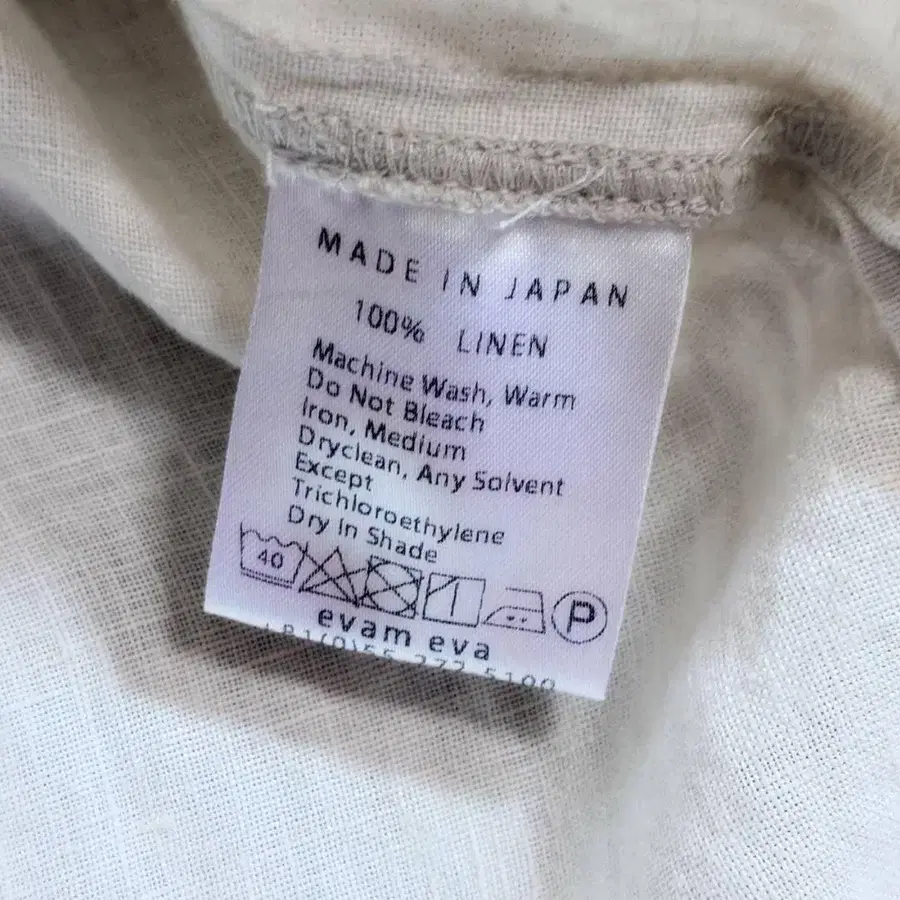 MADE IN JAPAN
100% LINEN
Machine Wash, Warm
Do Not Bleach
Iron, Medium
Dryclean, Any Solvent
Except
Trichloroethylene
Dry In Shade
40 P
evam eva